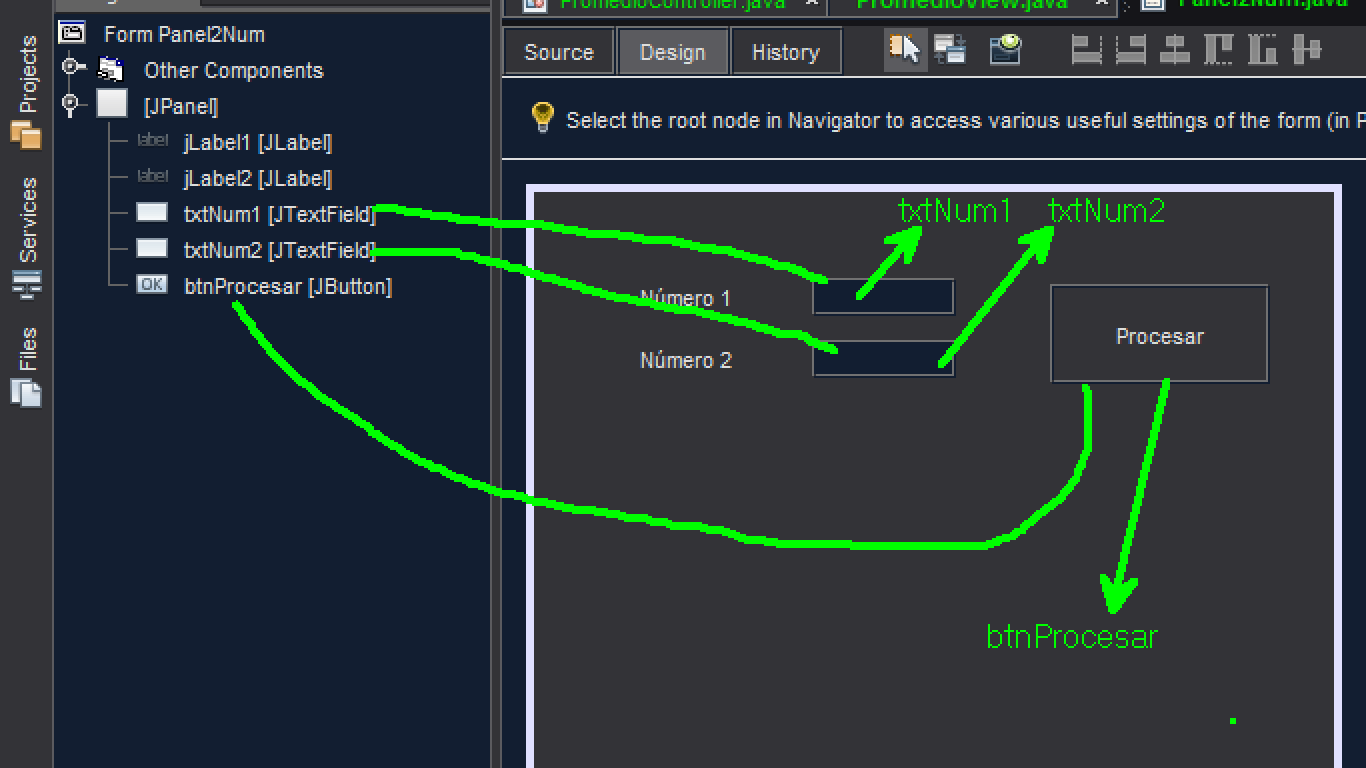 PromedioController.java
PromedioView.java
Panel2Num.java
Projects
Services
Files
Form Panel2Num
Other Components
[JPanel]
label jLabel1 [JLabel]
label jLabel2 [JLabel]
txtNum1 [JTextField]
txtNum2 [JTextField]
OK btnProcesar [JButton]
Source Design History
Select the root node in Navigator to access various useful settings of the form (in P
txtNum1 txtNum2
Número 1
Número 2
Procesar
btnProcesar